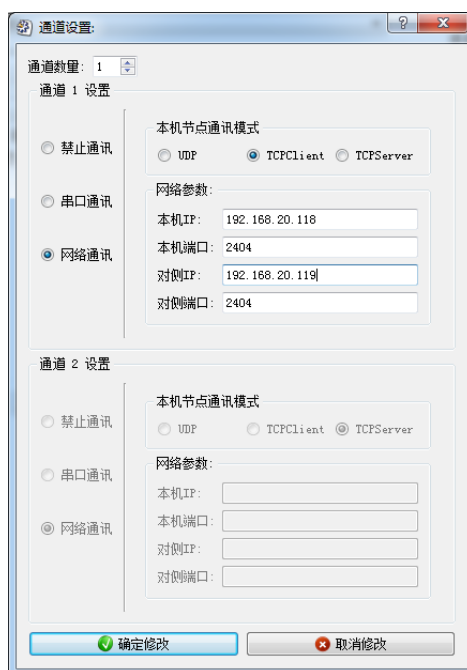 通道设置:
通道数量: 1
通道 1 设置
禁止通讯
串口通讯
网络通讯
本机节点通讯模式
UDP TCPClient TCPServer
网络参数:
本机IP: 192.168.20.118
本机端口: 2404
对侧IP: 192.168.20.119
对侧端口: 2404
通道 2 设置
禁止通讯
串口通讯
网络通讯
本机节点通讯模式
UDP TCPClient TCPServer
网络参数:
本机IP:
本机端口:
对侧IP:
对侧端口:
确定修改 取消修改